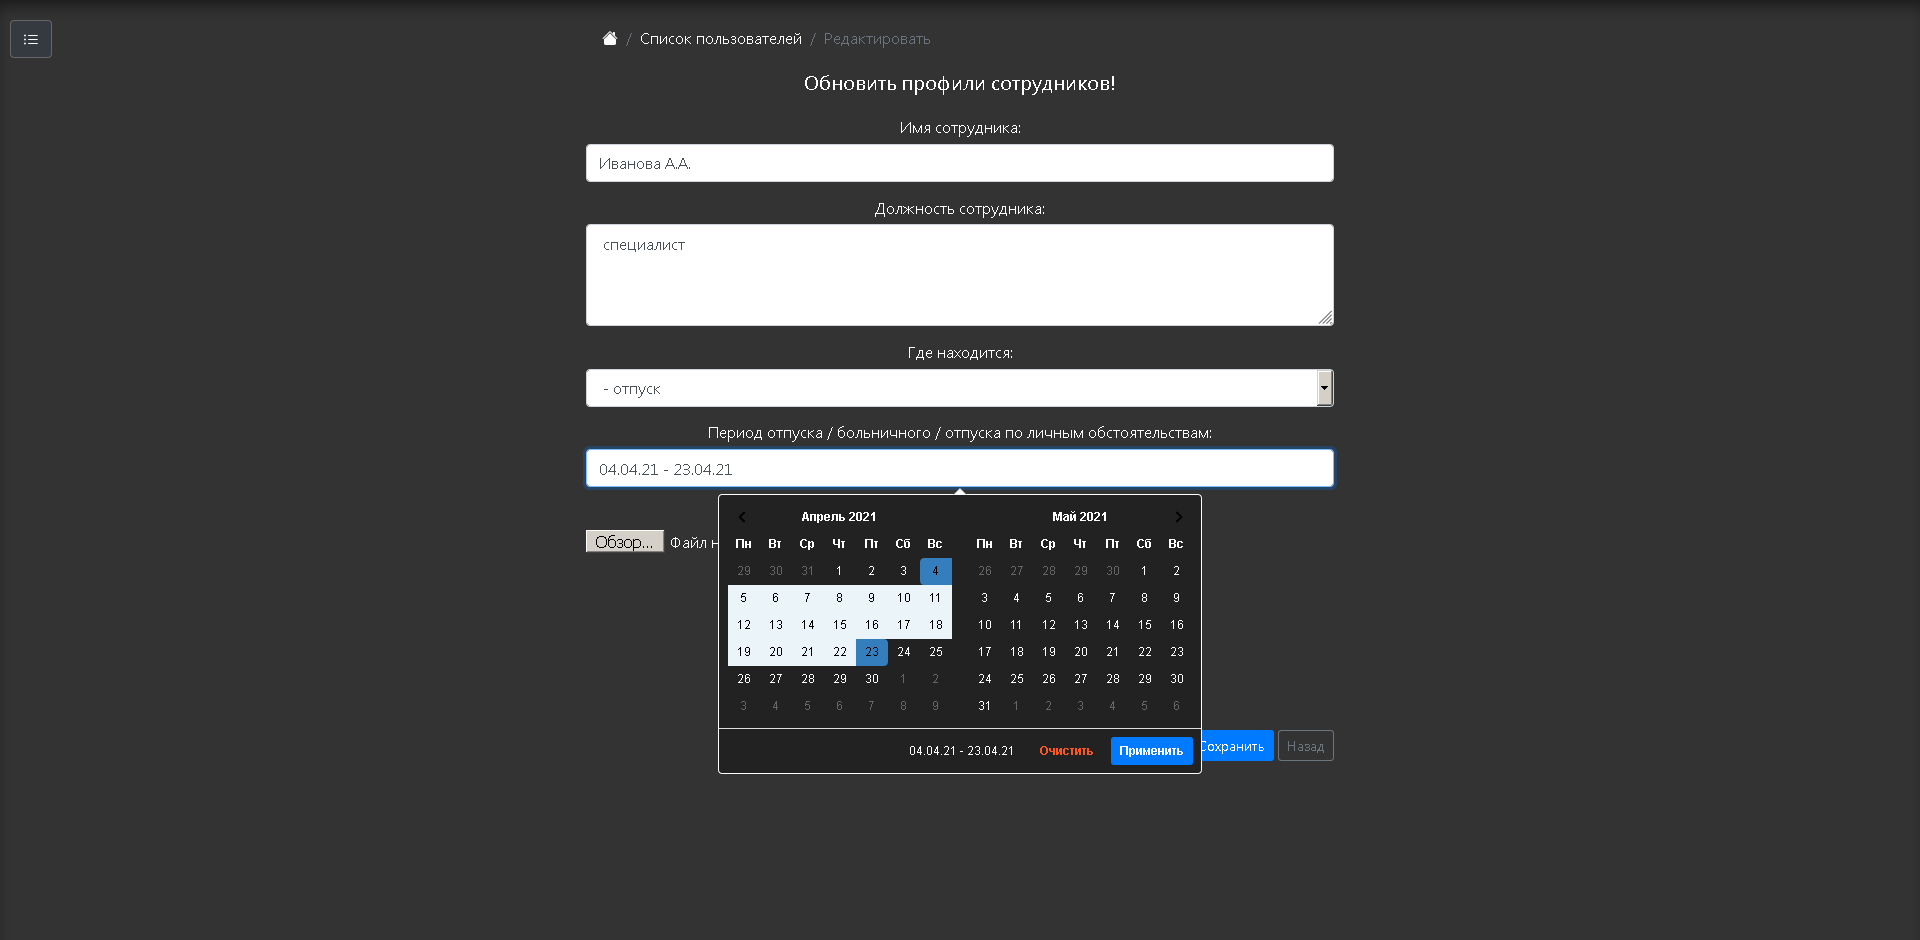 / Список пользователей / Редактировать
Обновить профили сотрудников!
Имя сотрудника:
Иванова А.А.
Должность сотрудника:
специалист
Где находится:
- отпуск
Период отпуска / больничного / отпуска по личным обстоятельствам:
04.04.21 - 23.04.21
Обзор... Файл н
Апрель 2021
Пн Вт Ср Чт Пт Сб Вс
29 30 31 1 2 3 4
5 6 7 8 9 10 11
12 13 14 15 16 17 18
19 20 21 22 23 24 25
26 27 28 29 30 1 2
3 4 5 6 7 8 9
Май 2021
Пн Вт Ср Чт Пт Сб Вс
26 27 28 29 30 1 2
3 4 5 6 7 8 9
10 11 12 13 14 15 16
17 18 19 20 21 22 23
24 25 26 27 28 29 30
31 1 2 3 4 5 6
04.04.21 - 23.04.21 Очистить Применить
Сохранить Назад